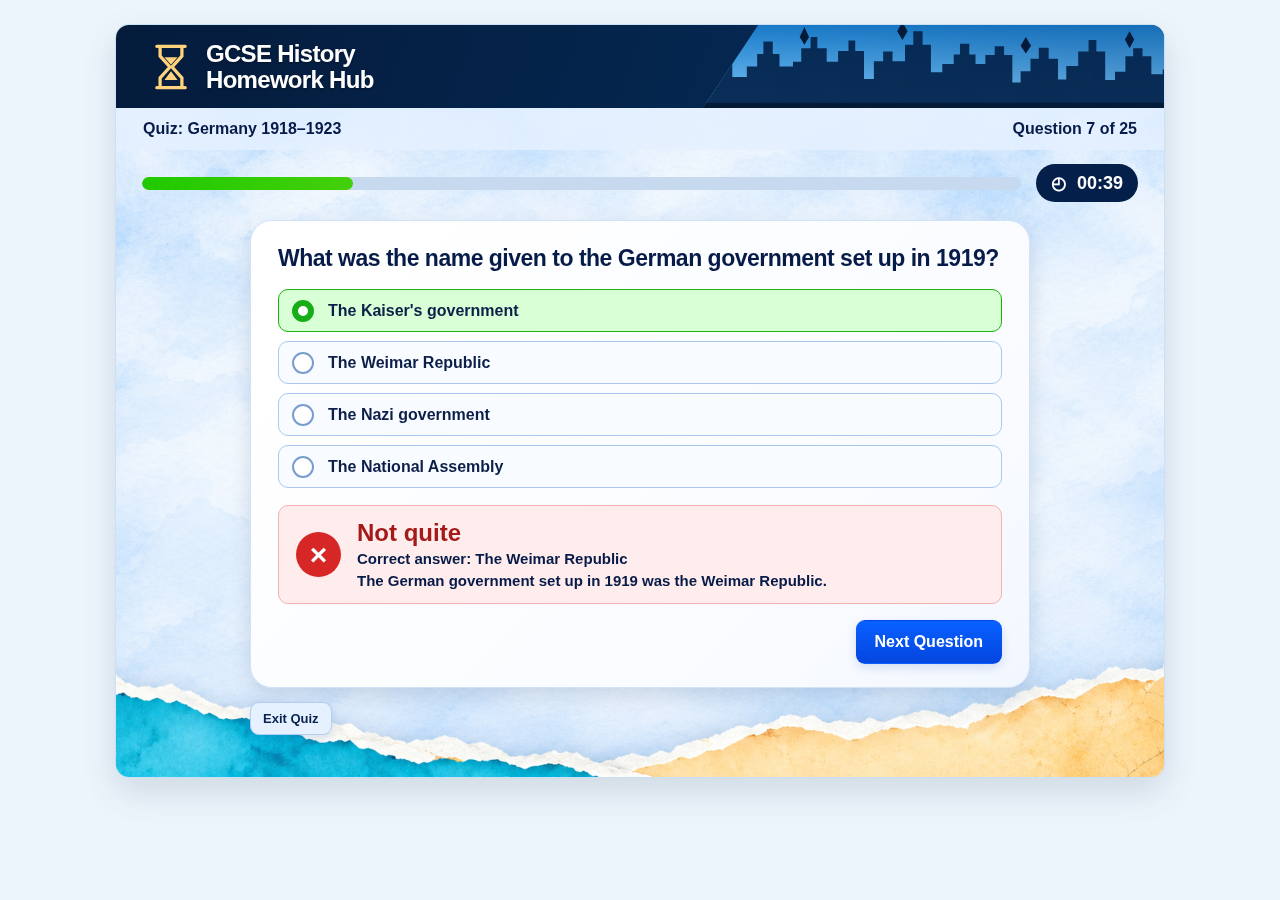 GCSE History
Homework Hub
Quiz: Germany 1918–1923
Question 7 of 25
00:39
What was the name given to the German government set up in 1919?
The Kaiser's government
The Weimar Republic
The Nazi government
The National Assembly
Not quite
Correct answer: The Weimar Republic
The German government set up in 1919 was the Weimar Republic.
Next Question
Exit Quiz